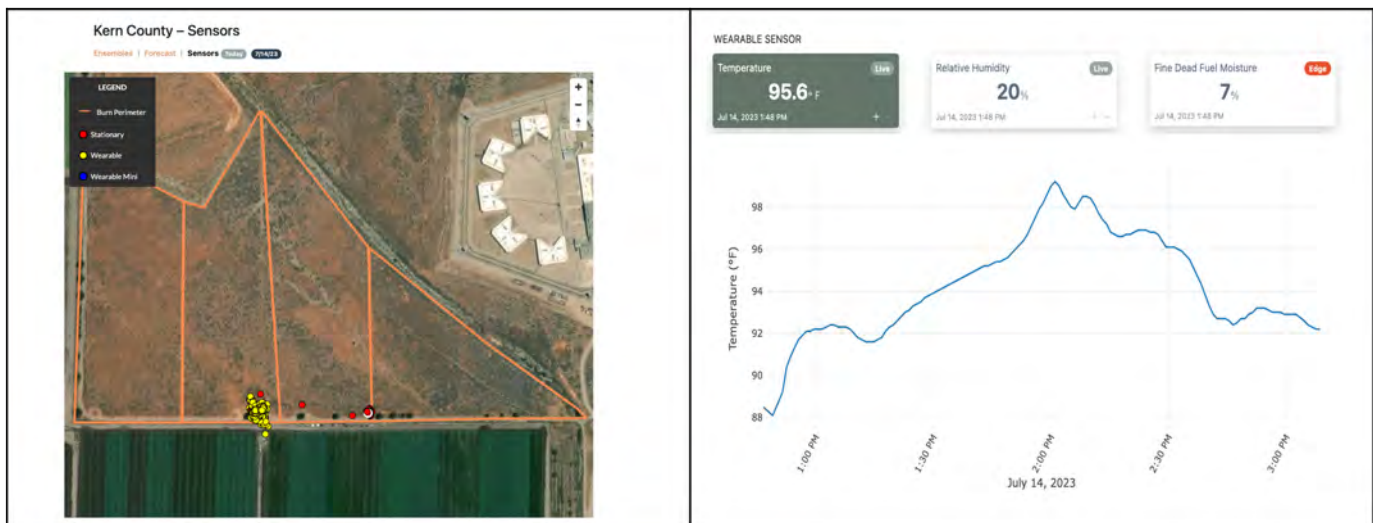 Kern County – Sensors
Ensembles | Forecast | Sensors Today 7/14/23
LEGEND
Burn Perimeter
Stationary
Wearable
Wearable Mini
+
−
WEARABLE SENSOR
Temperature Live
95.6° F
Jul 14, 2023 1:48 PM + −
Relative Humidity Live
20%
Jul 14, 2023 1:48 PM + −
Fine Dead Fuel Moisture Edge
7%
Jul 14, 2023 1:48 PM
Temperature (°F)
98
96
94
92
90
88
1:00 PM
1:30 PM
2:00 PM
2:30 PM
3:00 PM
July 14, 2023